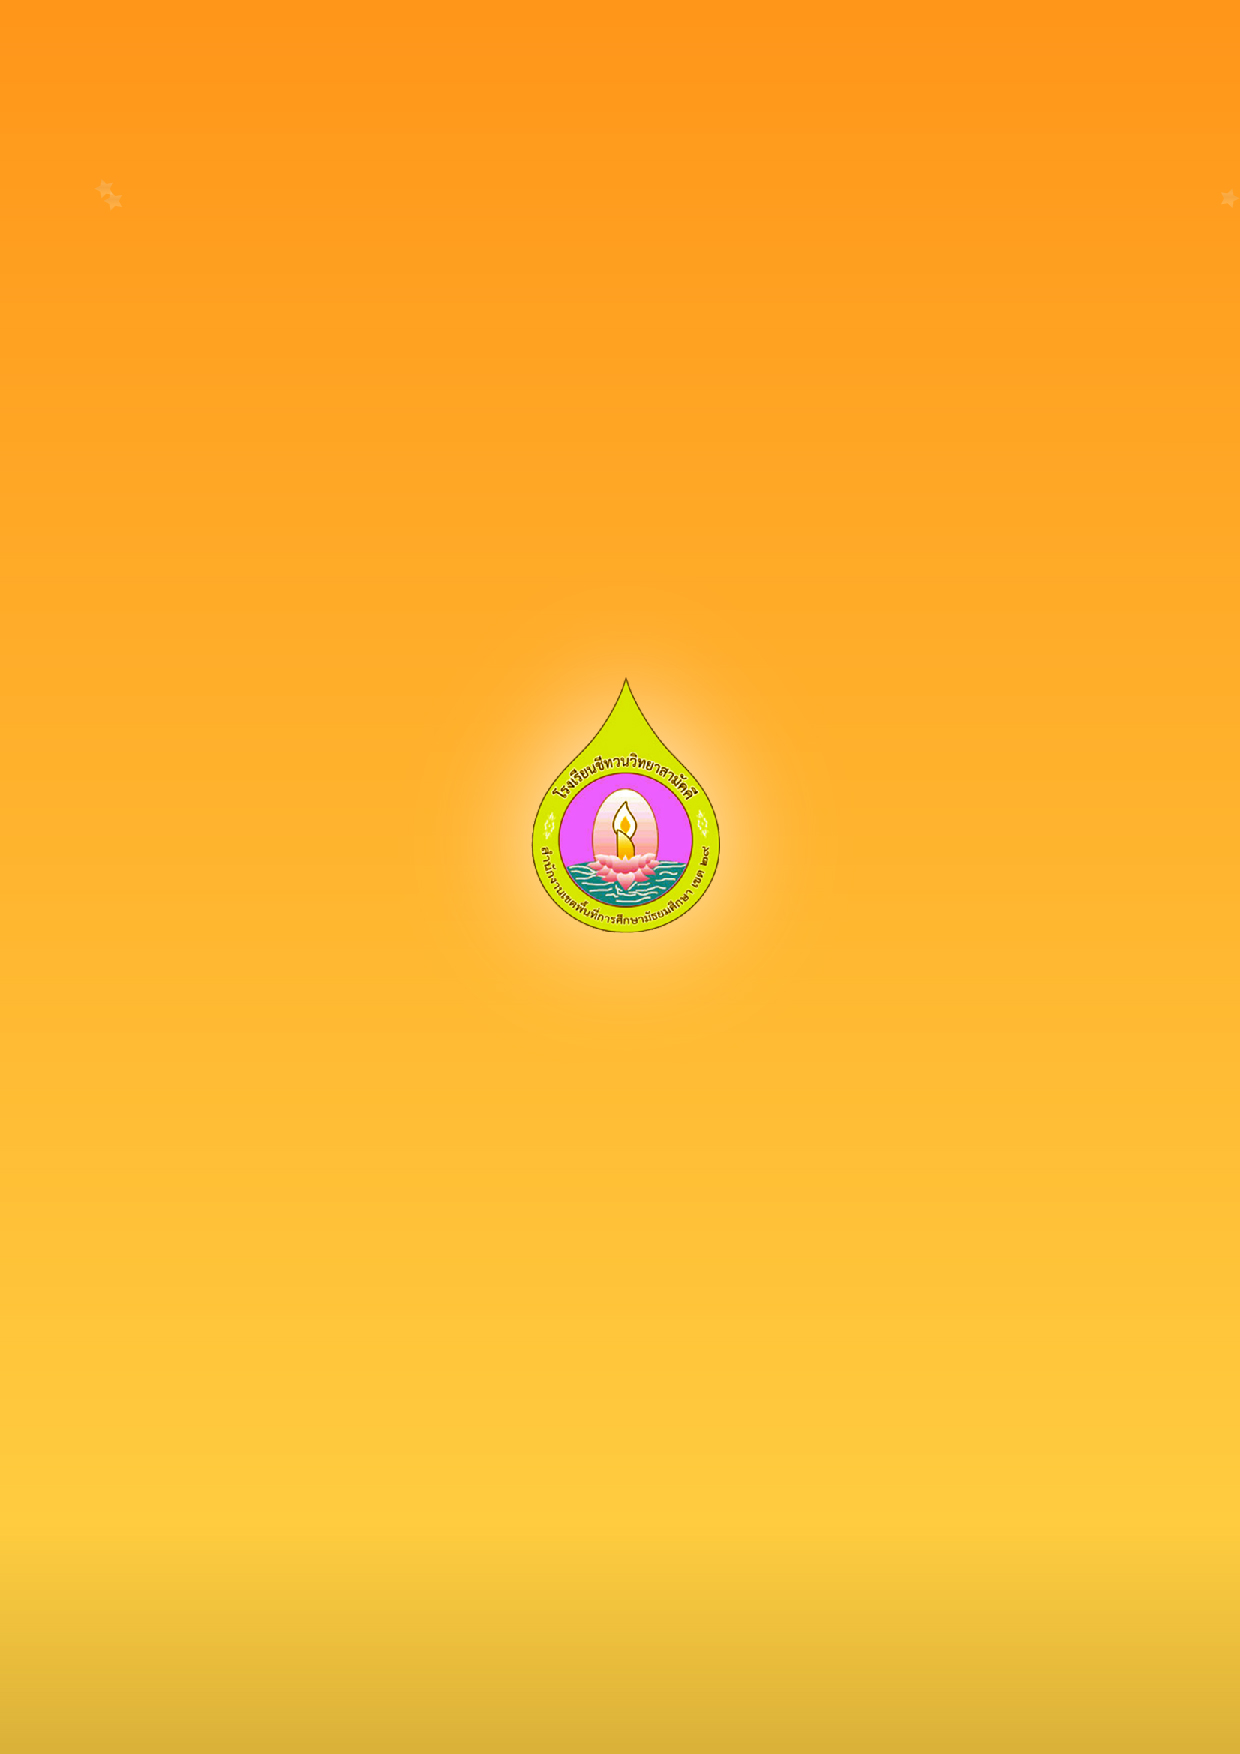 โรงเรียนชีทวนวิทยาสามัคคี
สำนักงานเขตพื้นที่การศึกษามัธยมศึกษา เขต ๒๙